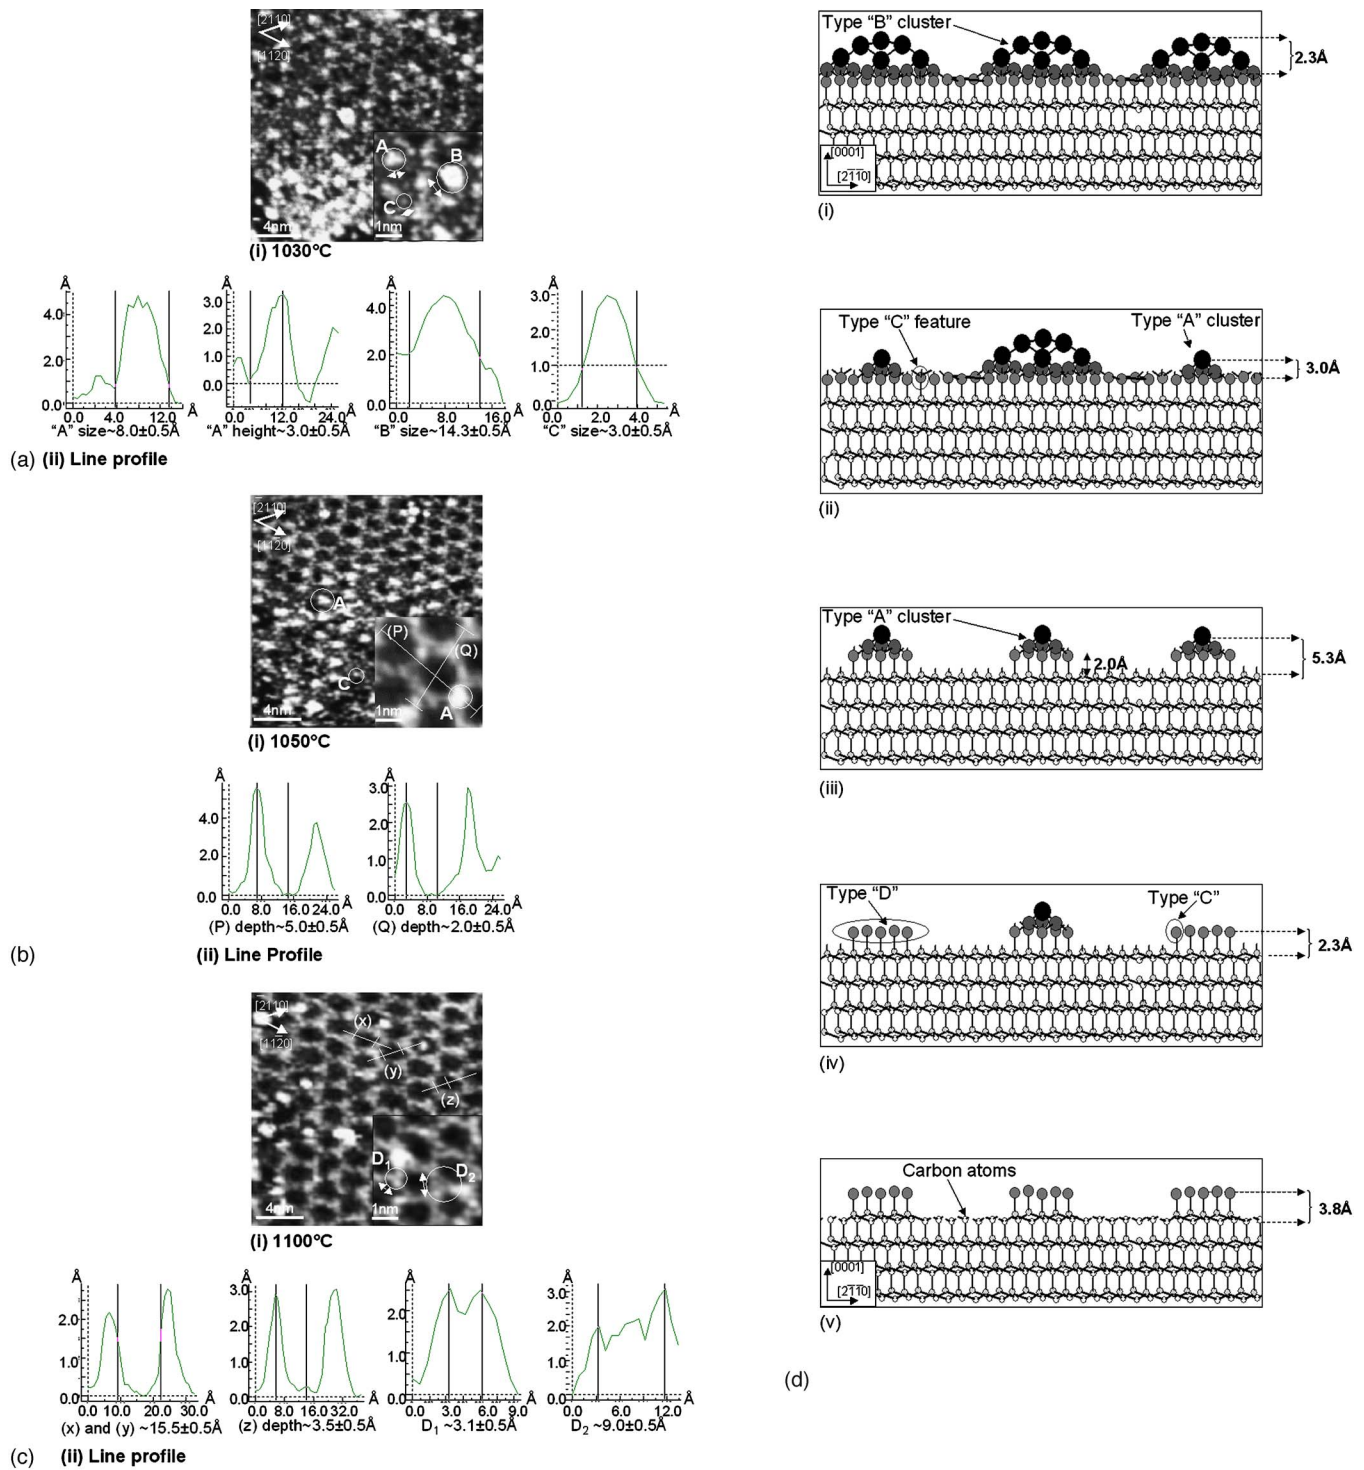 [2110]
[1120]
A
B
C
4nm
1nm
(i) 1030°C
Å
4.0
2.0
0.0
0.0 4.0 12.0
Å
"A" size~8.0±0.5Å
Å
3.0
2.0
1.0
0.0
0.0 12.0 24.0
Å
"A" height~3.0±0.5Å
Å
4.0
2.0
0.0
0.0 8.0 16.0
Å
"B" size~14.3±0.5Å
Å
3.0
2.0
1.0
0.0
0.0 2.0 4.0
Å
"C" size~3.0±0.5Å
(a) (ii) Line profile
[2110]
[1120]
A
C
(P)
(Q)
A
4nm
1nm
(i) 1050°C
Å
4.0
2.0
0.0
0.0 8.0 16.0 24.0
Å
(P) depth~5.0±0.5Å
Å
3.0
2.0
1.0
0.0
0.0 8.0 16.0 24.0
Å
(Q) depth~2.0±0.5Å
(b) (ii) Line Profile
[2110]
[1120]
(x)
(y)
(z)
D1
D2
4nm
1nm
(i) 1100°C
Å
2.0
1.0
0.0
0.0 10.0 20.0 30.0
Å
(x) and (y) ~15.5±0.5Å
Å
3.0
2.0
1.0
0.0
0.0 8.0 16.0 32.0
Å
(z) depth~3.5±0.5Å
Å
2.0
1.0
0.0
0.0 3.0 6.0 9.0
Å
D1 ~3.1±0.5Å
Å
3.0
2.0
1.0
0.0
0.0 6.0 12.0
Å
D2 ~9.0±0.5Å
(c) (ii) Line profile
Type "B" cluster
2.3Å
[0001]
[2110]
(i)
Type "C" feature
Type "A" cluster
3.0Å
(ii)
Type "A" cluster
2.0Å
5.3Å
(iii)
Type "D"
Type "C"
2.3Å
(iv)
Carbon atoms
3.8Å
[0001]
[2110]
(v)
(d)